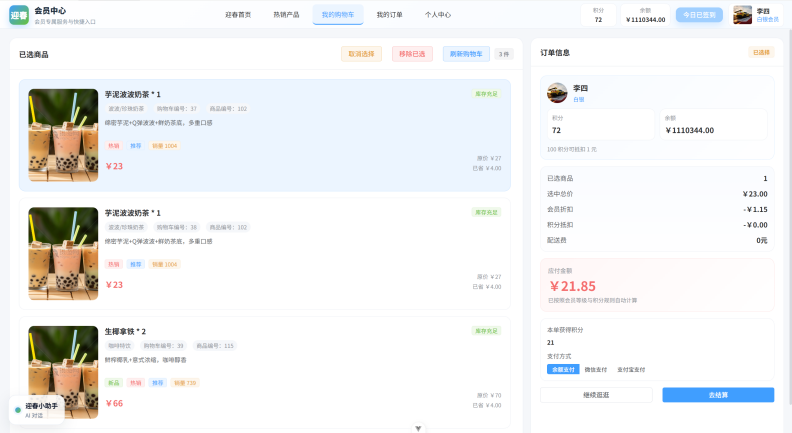 迎春
会员中心
会员专属服务与快捷入口
迎春首页
热销产品
我的购物车
我的订单
个人中心
积分
72
余额
￥1110344.00
今日已签到
李四
白银会员
已选商品
取消选择
移除已选
刷新购物车
3 件
芋泥波波奶茶 * 1
库存充足
波波/珍珠奶茶
购物车编号：37
商品编号：102
绵密芋泥+Q弹波波+鲜奶茶底，多重口感
热销
推荐
销量 1004
￥23
原价 ￥27
已省 ￥4.00
芋泥波波奶茶 * 1
库存充足
波波/珍珠奶茶
购物车编号：38
商品编号：102
绵密芋泥+Q弹波波+鲜奶茶底，多重口感
热销
推荐
销量 1004
￥23
原价 ￥27
已省 ￥4.00
生椰拿铁 * 2
库存充足
咖啡特饮
购物车编号：39
商品编号：115
鲜榨椰乳+意式浓缩，咖啡醇香
新品
热销
推荐
销量 730
￥66
原价 ￥70
已省 ￥4.00
迎春小助手
AI 对话
订单信息
已选择
李四
白银
积分
72
余额
￥1110344.00
100 积分可抵扣 1 元
已选商品
1
选中总价
￥23.00
会员折扣
-￥1.15
积分抵扣
-￥0.00
配送费
0元
应付金额
￥21.85
已按照会员等级与积分规则自动计算
本单获得积分
21
支付方式
余额支付
微信支付
支付宝支付
继续逛逛
去结算